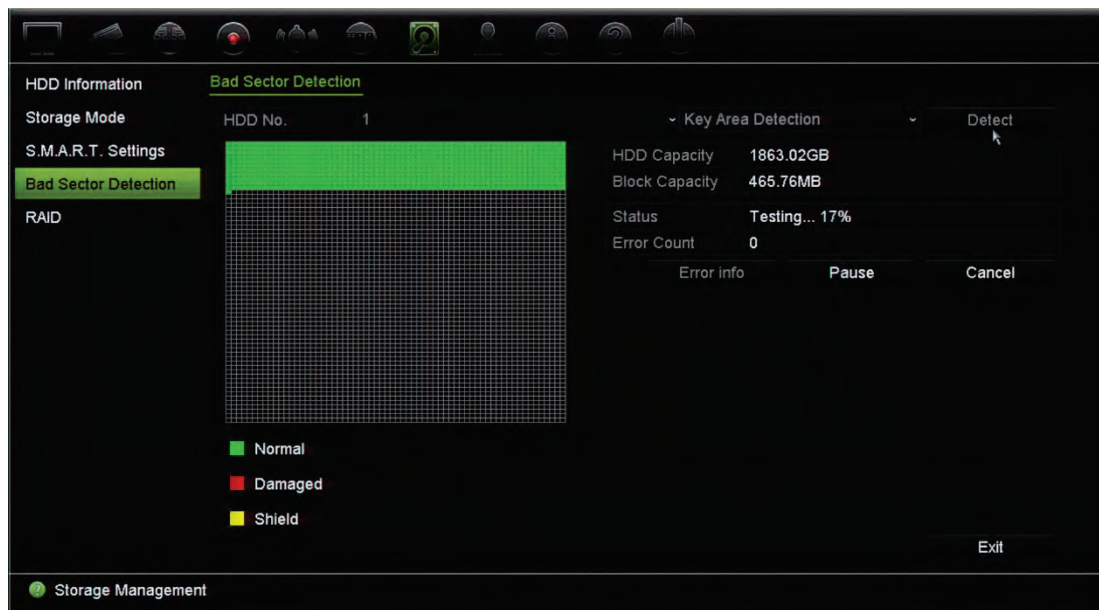 HDD Information
Bad Sector Detection
Storage Mode
HDD No. 1
Key Area Detection
Detect
S.M.A.R.T. Settings
HDD Capacity 1863.02GB
Bad Sector Detection
Block Capacity 465.76MB
RAID
Status Testing... 17%
Error Count 0
Error info Pause Cancel
Normal
Damaged
Shield
Exit
Storage Management